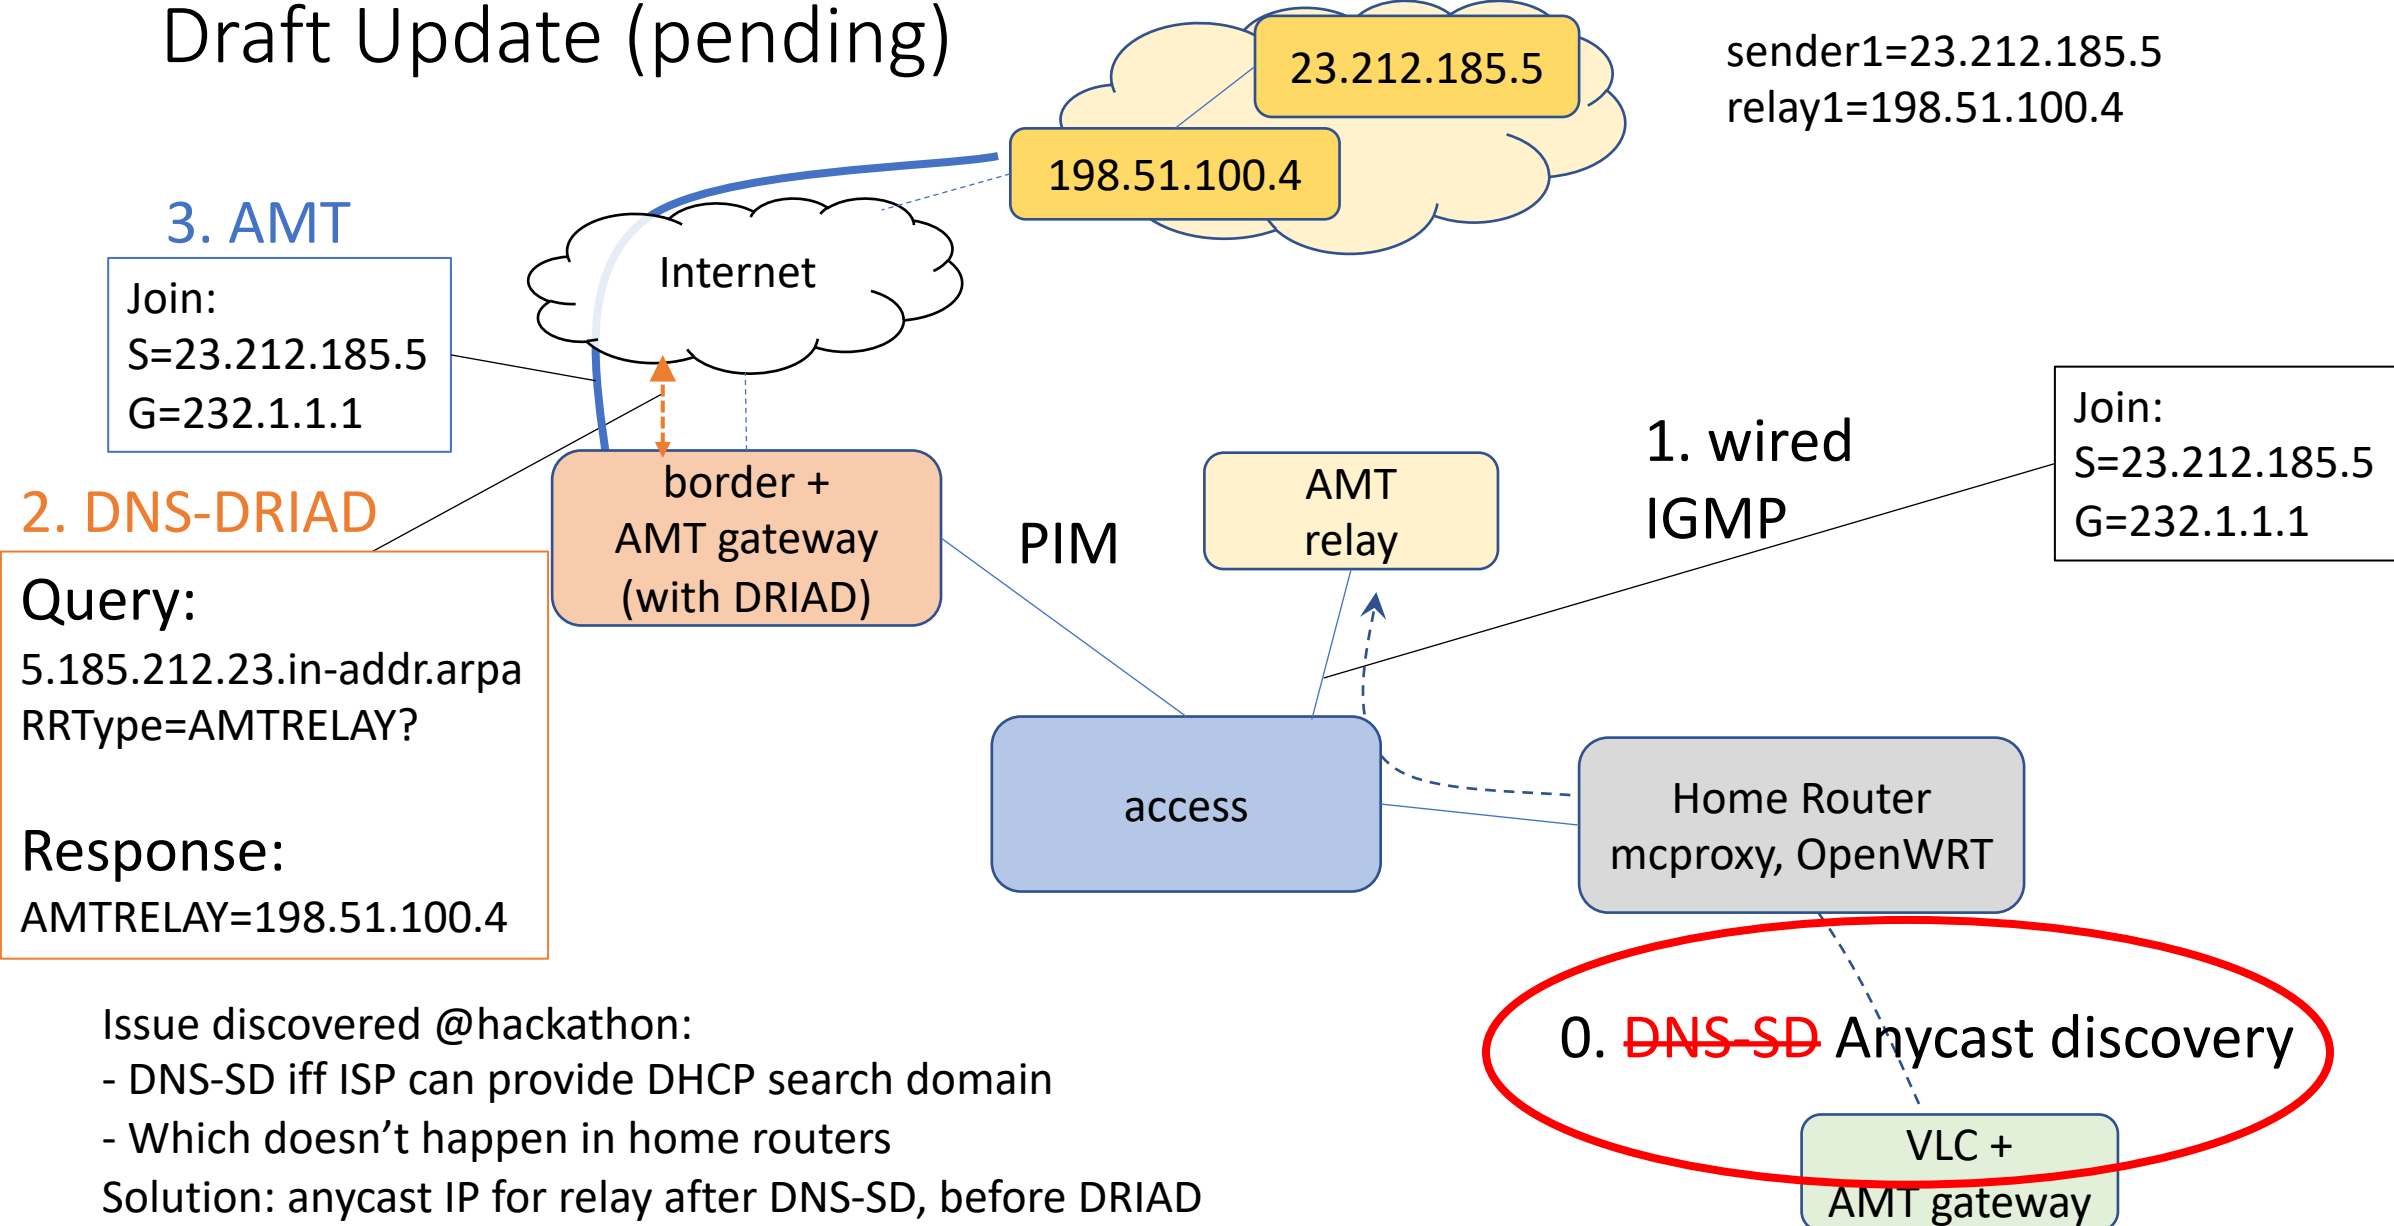 Draft Update (pending)
23.212.185.5
198.51.100.4
sender1=23.212.185.5
relay1=198.51.100.4
3. AMT
Join:
S=23.212.185.5
G=232.1.1.1
Internet
2. DNS-DRIAD
Query:
5.185.212.23.in-addr.arpa
RRType=AMTRELAY?
Response:
AMTRELAY=198.51.100.4
border +
AMT gateway
(with DRIAD)
PIM
AMT
relay
1. wired
IGMP
Join:
S=23.212.185.5
G=232.1.1.1
access
Home Router
mcproxy, OpenWRT
0. DNS-SD Anycast discovery
VLC +
AMT gateway
Issue discovered @hackathon:
- DNS-SD iff ISP can provide DHCP search domain
- Which doesn’t happen in home routers
Solution: anycast IP for relay after DNS-SD, before DRIAD